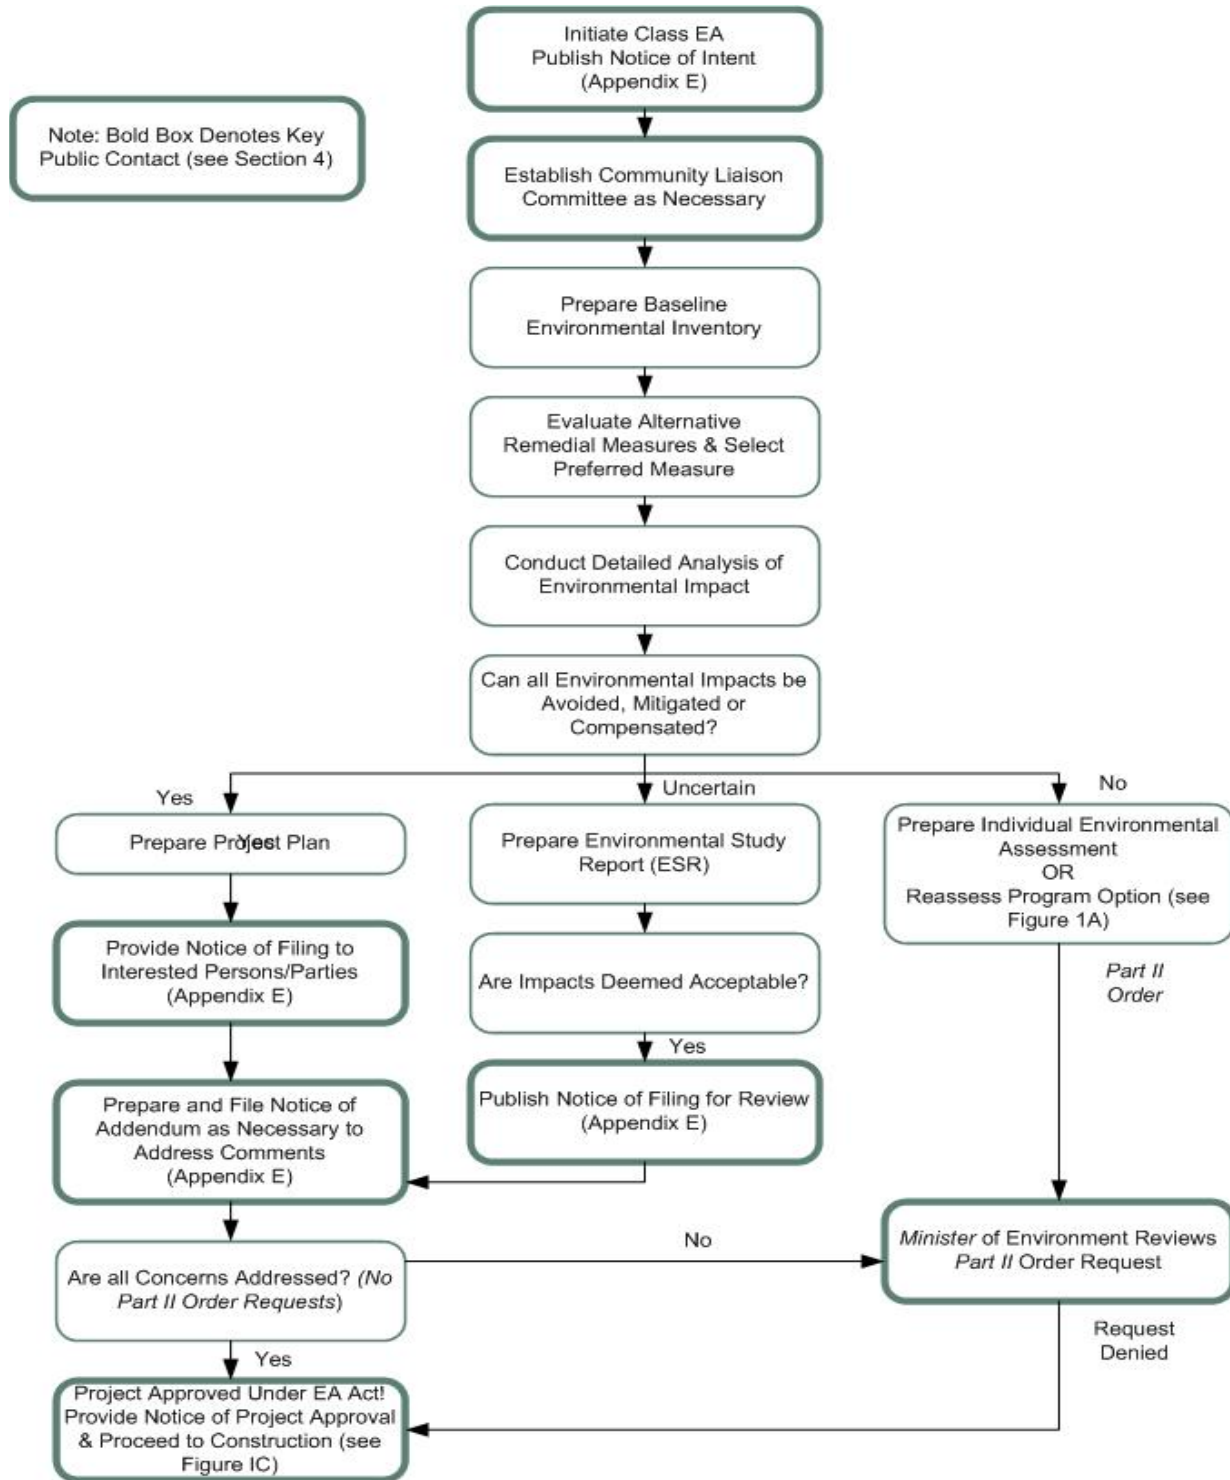 Initiate Class EA
Publish Notice of Intent
(Appendix E)
Note: Bold Box Denotes Key
Public Contact (see Section 4)
Establish Community Liaison
Committee as Necessary
Prepare Baseline
Environmental Inventory
Evaluate Alternative
Remedial Measures & Select
Preferred Measure
Conduct Detailed Analysis of
Environmental Impact
Can all Environmental Impacts be
Avoided, Mitigated or
Compensated?
Yes
Uncertain
No
Prepare Project Plan
Yes
Prepare Environmental Study
Report (ESR)
Prepare Individual Environmental
Assessment
OR
Reassess Program Option (see
Figure 1A)
Provide Notice of Filing to
Interested Persons/Parties
(Appendix E)
Are Impacts Deemed Acceptable?
Part II
Order
Yes
Prepare and File Notice of
Addendum as Necessary to
Address Comments
(Appendix E)
Publish Notice of Filing for Review
(Appendix E)
Are all Concerns Addressed? (No
Part II Order Requests)
No
Minister of Environment Reviews
Part II Order Request
Yes
Request
Denied
Project Approved Under EA Act!
Provide Notice of Project Approval
& Proceed to Construction (see
Figure IC)